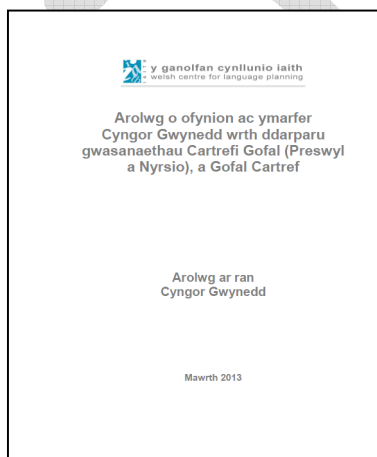 y ganolfan cynllunio iaith
welsh centre for language planning
Arolwg o ofynion ac ymarfer
Cyngor Gwynedd wrth ddarparu
gwasanaethau Cartrefi Gofal (Preswyl
a Nyrsio), a Gofal Cartref
Arolwg ar ran
Cyngor Gwynedd
Mawrth 2013